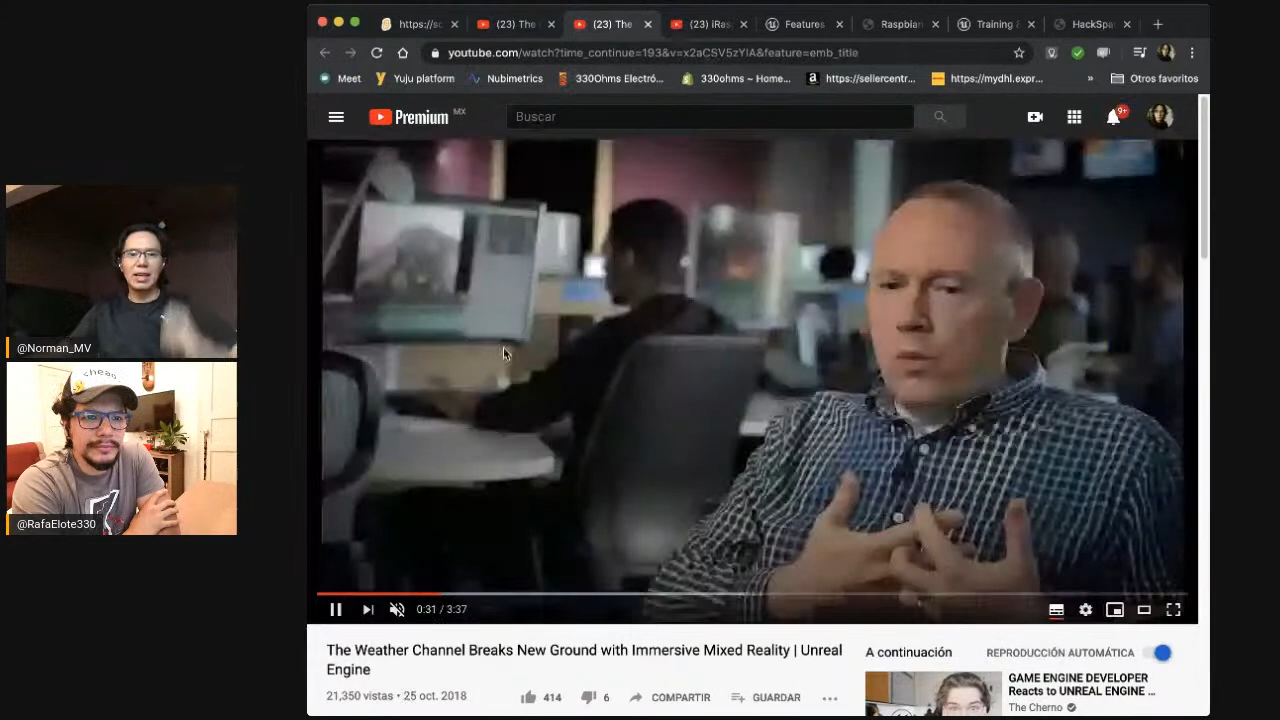 https://sc
(23) The
(23) The
(23) iRas
Features
Raspbian
Training &
HackSpa
youtube.com/watch?time_continue=193&v=x2aCSV5zYIA&feature=emb_title
Meet
Yuju platform
Nubimetrics
330Ohms Electró...
330ohms ~ Home...
https://sellercentr...
https://mydhl.expr...
»
Otros favoritos
Premium MX
Buscar
9+
@Norman_MV
cheap.
@RafaElote330
0:31 / 3:37
The Weather Channel Breaks New Ground with Immersive Mixed Reality | Unreal
Engine
21,350 vistas • 25 oct. 2018
414
6
COMPARTIR
GUARDAR
A continuación
REPRODUCCIÓN AUTOMÁTICA
GAME ENGINE DEVELOPER
Reacts to UNREAL ENGINE ...
The Cherno